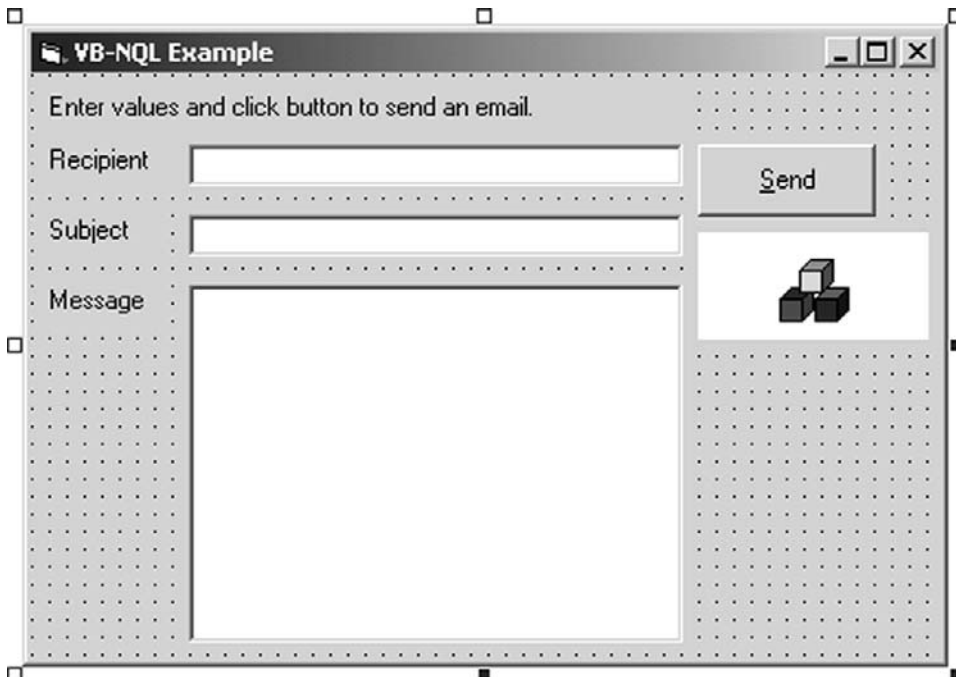 VB-NQL Example
Enter values and click button to send an email.
Recipient
Send
Subject
Message